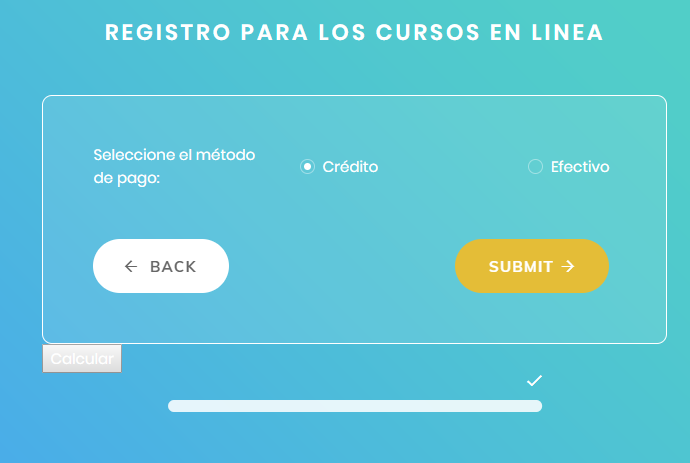 REGISTRO PARA LOS CURSOS EN LINEA
Seleccione el método
de pago:
Crédito
Efectivo
BACK
SUBMIT
Calcular